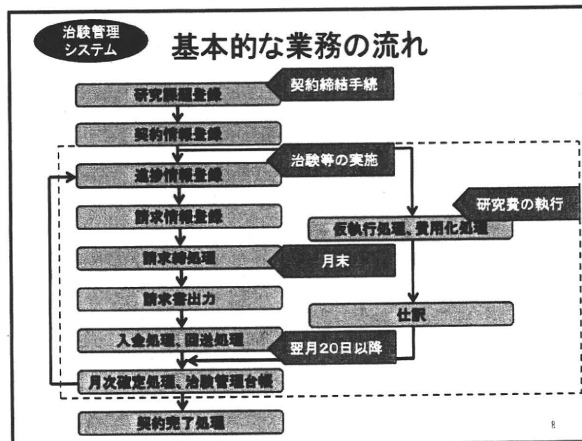 治験管理
システム
基本的な業務の流れ
契約締結手続
研究課題登録
契約情報登録
治験等の実施
進捗情報登録
研究費の執行
請求情報登録
仮執行処理、費用化処理
請求締処理
月末
請求書出力
仕訳
入金処理、回送処理
翌月20日以降
月次確定処理、治験管理台帳
契約完了処理
8